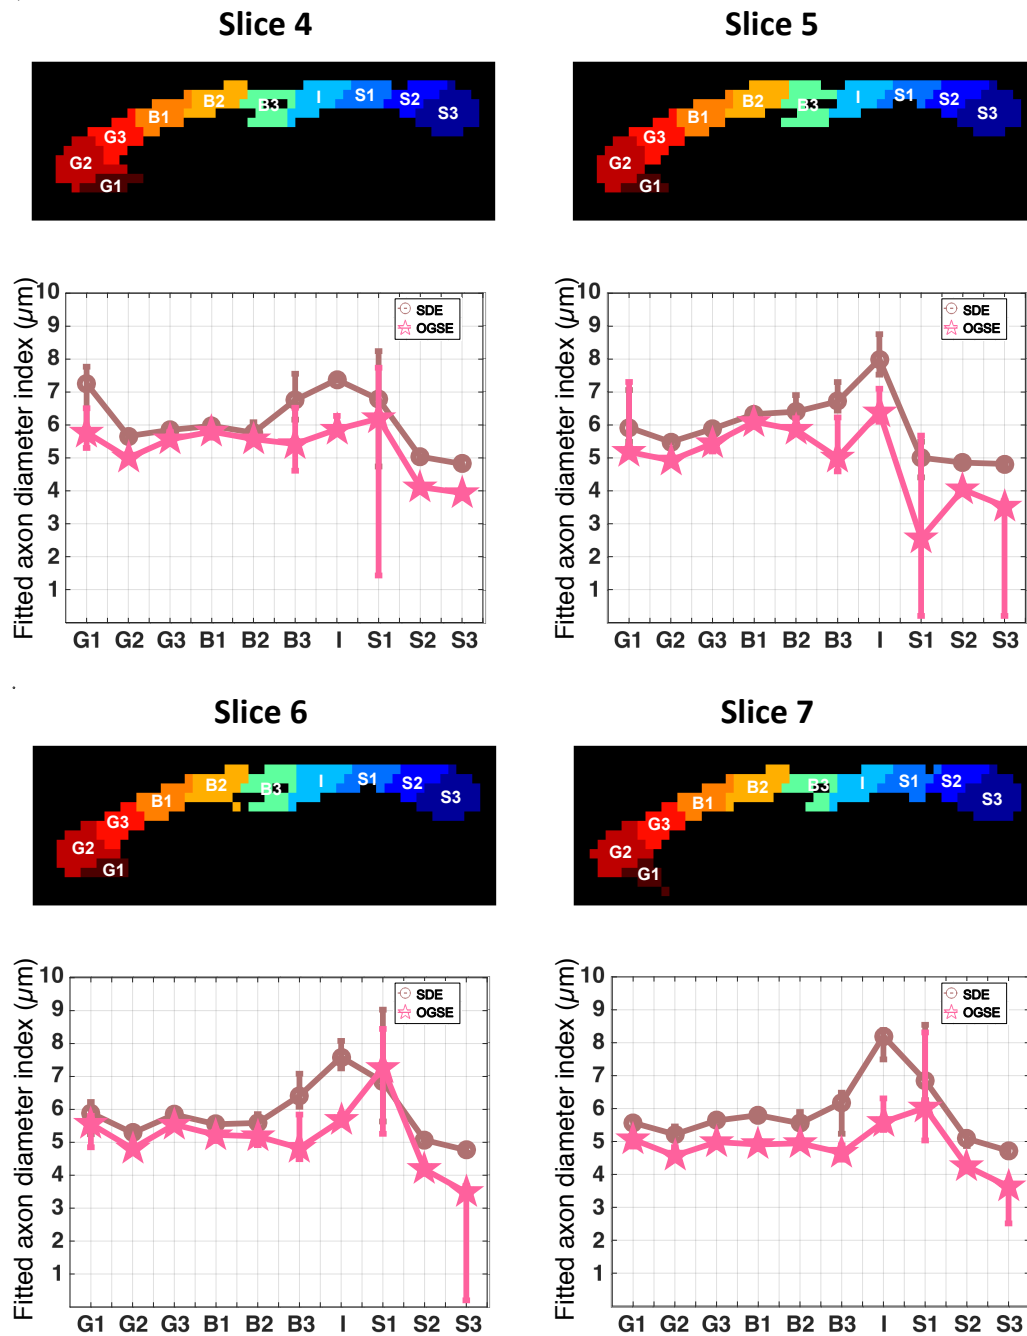 Slice 4
Slice 5
G1 G2 G3 B1 B2 B3 I S1 S2 S3
G1 G2 G3 B1 B2 B3 I S1 S2 S3
Fitted axon diameter index (μm)
10
9
8
7
6
5
4
3
2
1
SDE
OGSE
G1 G2 G3 B1 B2 B3 I S1 S2 S3
Fitted axon diameter index (μm)
10
9
8
7
6
5
4
3
2
1
SDE
OGSE
G1 G2 G3 B1 B2 B3 I S1 S2 S3
Slice 6
Slice 7
G1 G2 G3 B1 B2 B3 I S1 S2 S3
G1 G2 G3 B1 B2 B3 I S1 S2 S3
Fitted axon diameter index (μm)
10
9
8
7
6
5
4
3
2
1
SDE
OGSE
G1 G2 G3 B1 B2 B3 I S1 S2 S3
Fitted axon diameter index (μm)
10
9
8
7
6
5
4
3
2
1
SDE
OGSE
G1 G2 G3 B1 B2 B3 I S1 S2 S3